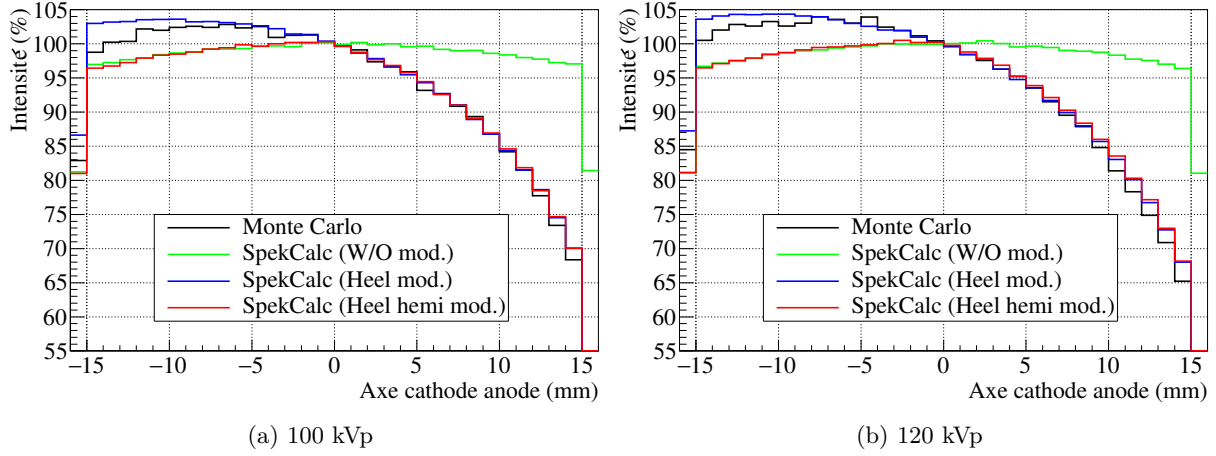 Intensité (%)
105
100
95
90
85
80
75
70
65
60
55
Monte Carlo
SpekCalc (W/O mod.)
SpekCalc (Heel mod.)
SpekCalc (Heel hemi mod.)
−15 −10 −5 0 5 10 15
Axe cathode anode (mm)
(a) 100 kVp
Intensité (%)
105
100
95
90
85
80
75
70
65
60
55
Monte Carlo
SpekCalc (W/O mod.)
SpekCalc (Heel mod.)
SpekCalc (Heel hemi mod.)
−15 −10 −5 0 5 10 15
Axe cathode anode (mm)
(b) 120 kVp